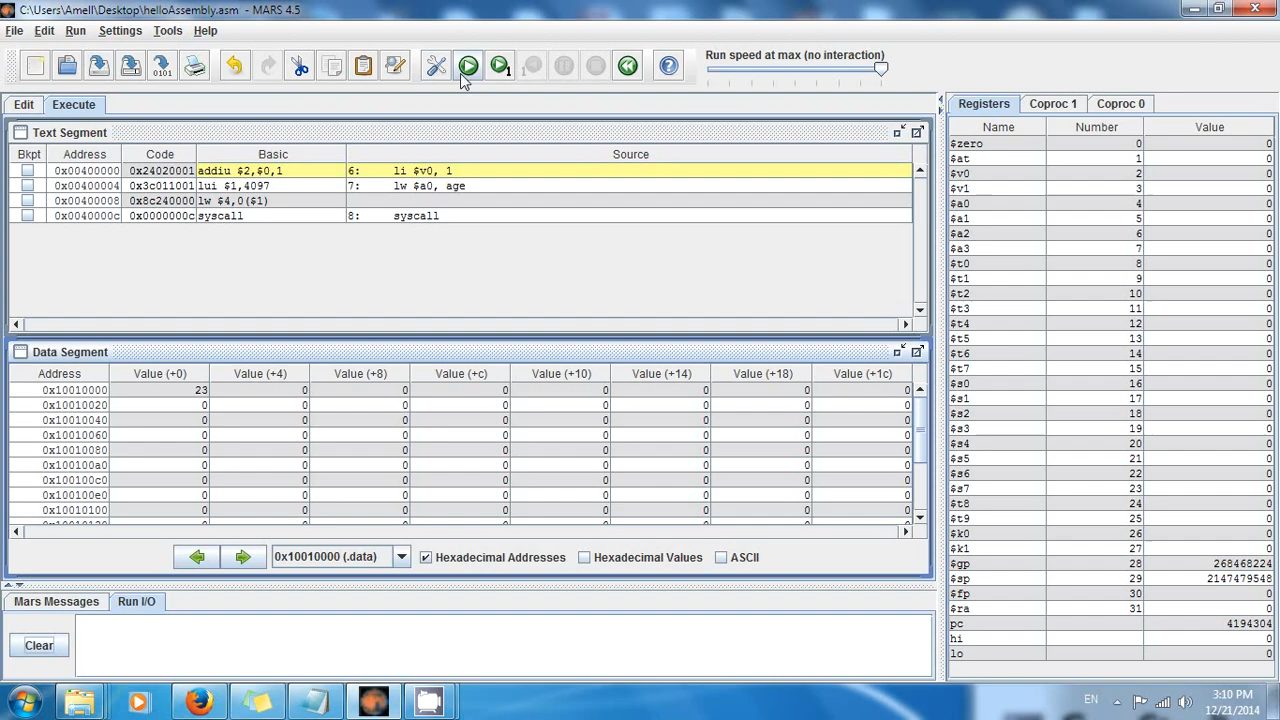 C:\Users\Amell\Desktop\helloAssembly.asm - MARS 4.5
File Edit Run Settings Tools Help
Run speed at max (no interaction)
Edit Execute
Text Segment
Bkpt Address Code Basic Source
0x00400000 0x24020001 addiu $2,$0,1 6: li $v0, 1
0x00400004 0x3c011001 lui $1,4097 7: lw $a0, age
0x00400008 0x8c240000 lw $4,0($1)
0x0040000c 0x0000000c syscall 8: syscall
Data Segment
Address Value (+0) Value (+4) Value (+8) Value (+c) Value (+10) Value (+14) Value (+18) Value (+1c)
0x10010000 23 0 0 0 0 0 0 0
0x10010020 0 0 0 0 0 0 0 0
0x10010040 0 0 0 0 0 0 0 0
0x10010060 0 0 0 0 0 0 0 0
0x10010080 0 0 0 0 0 0 0 0
0x100100a0 0 0 0 0 0 0 0 0
0x100100c0 0 0 0 0 0 0 0 0
0x100100e0 0 0 0 0 0 0 0 0
0x10010100 0 0 0 0 0 0 0 0
0x10010000 (.data) Hexadecimal Addresses Hexadecimal Values ASCII
Mars Messages Run I/O
Clear
Registers Coproc 1 Coproc 0
Name Number Value
$zero 0 0
$at 1 0
$v0 2 0
$v1 3 0
$a0 4 0
$a1 5 0
$a2 6 0
$a3 7 0
$t0 8 0
$t1 9 0
$t2 10 0
$t3 11 0
$t4 12 0
$t5 13 0
$t6 14 0
$t7 15 0
$s0 16 0
$s1 17 0
$s2 18 0
$s3 19 0
$s4 20 0
$s5 21 0
$s6 22 0
$s7 23 0
$t8 24 0
$t9 25 0
$k0 26 0
$k1 27 0
$gp 28 268468224
$sp 29 2147479548
$fp 30 0
$ra 31 0
pc 4194304
hi 0
lo 0
EN 3:10 PM
12/21/2014